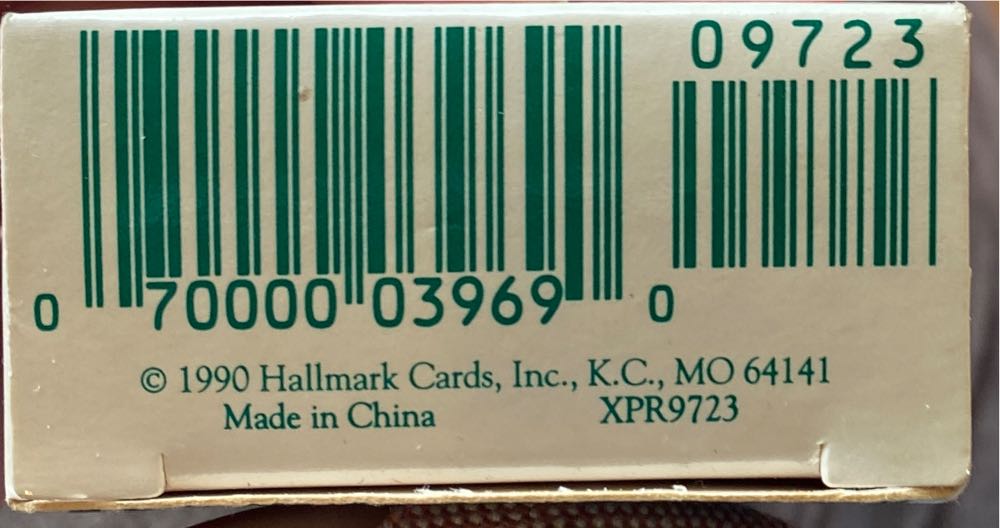 09723
0 70000 03969 0
© 1990 Hallmark Cards, Inc., K.C., MO 64141
Made in China XPR9723